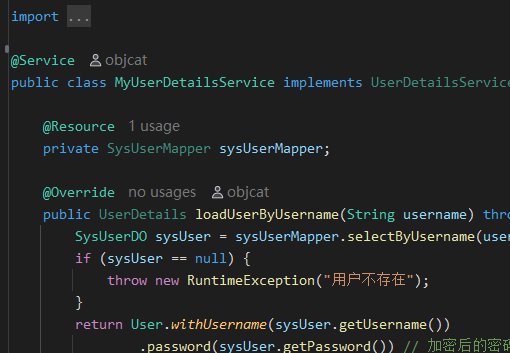 import ...
@Service objcat
public class MyUserDetailsService implements UserDetailsService
@Resource 1 usage
private SysUserMapper sysUserMapper;
@Override no usages objcat
public UserDetails loadUserByUsername(String username) thro
SysUserDO sysUser = sysUserMapper.selectByUsername(user
if (sysUser == null) {
throw new RuntimeException("用户不存在");
}
return User.withUsername(sysUser.getUsername())
.password(sysUser.getPassword()) // 加密后的密码